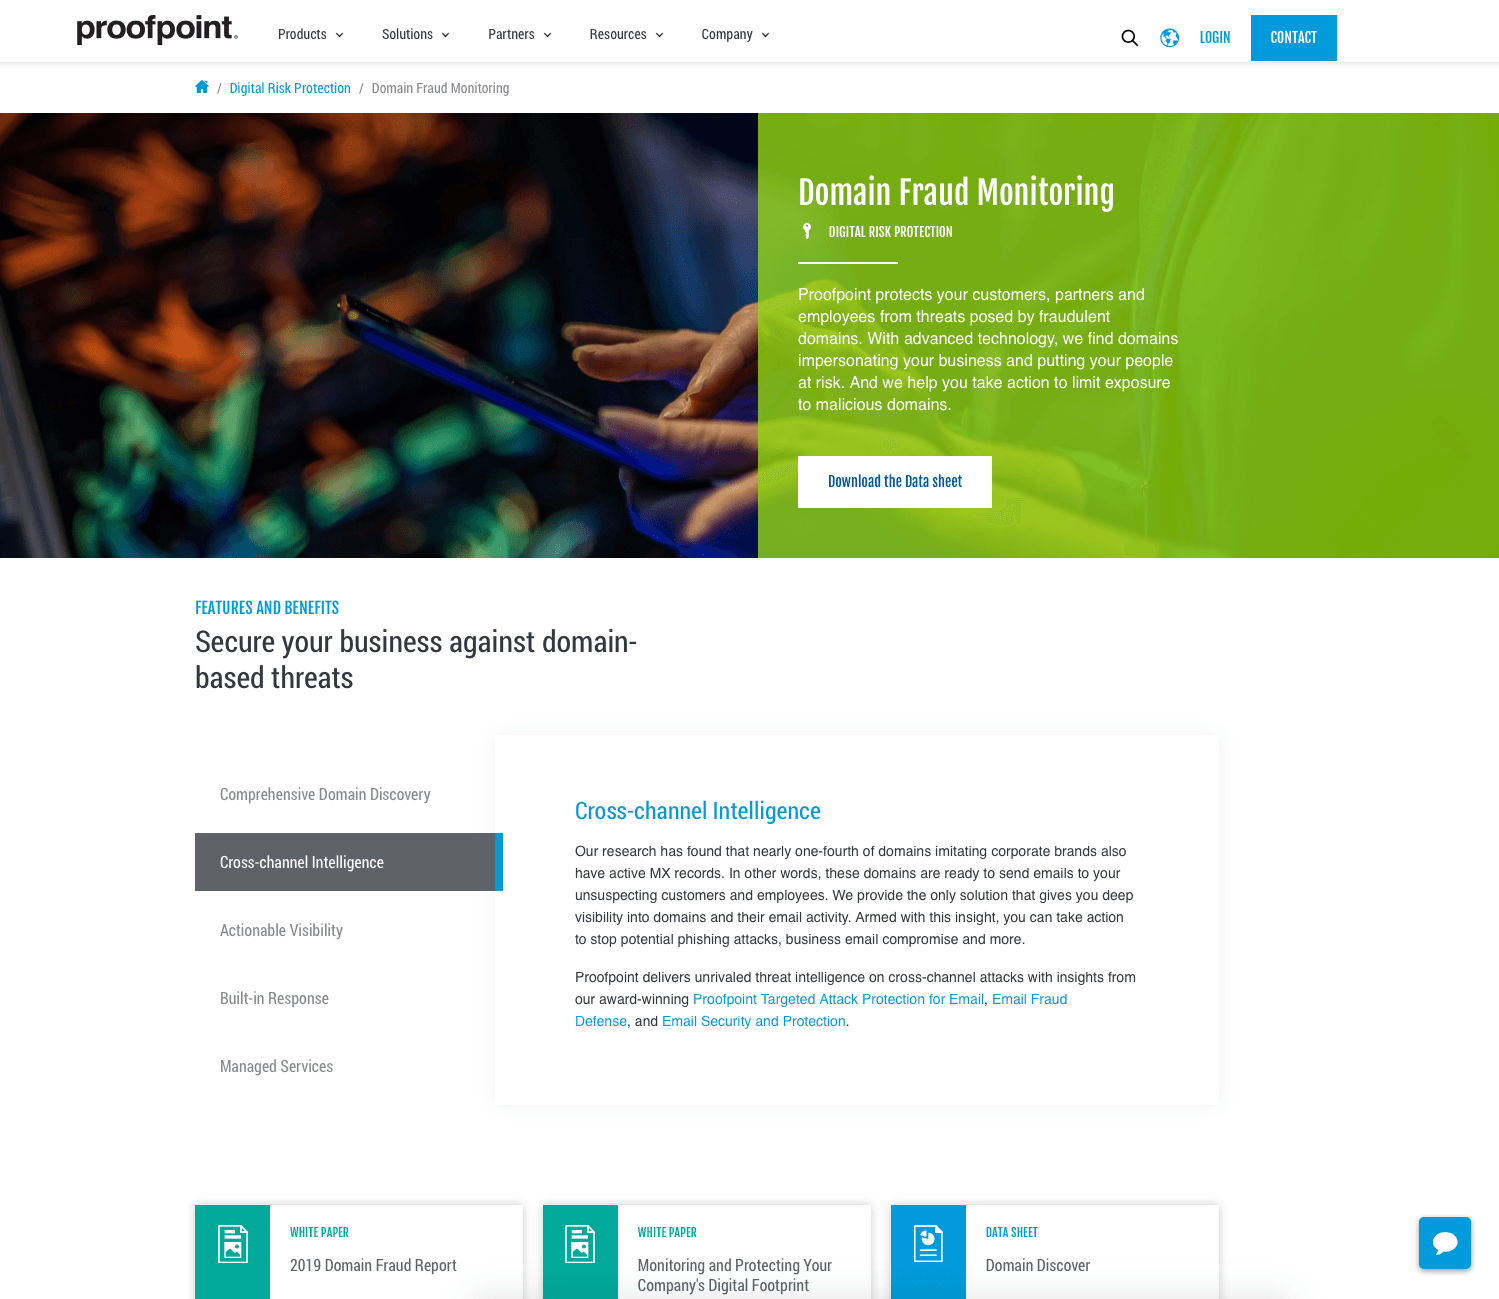 proofpoint.
Products
Solutions
Partners
Resources
Company
LOGIN
CONTACT
/ Digital Risk Protection / Domain Fraud Monitoring
Domain Fraud Monitoring
DIGITAL RISK PROTECTION
Proofpoint protects your customers, partners and
employees from threats posed by fraudulent
domains. With advanced technology, we find domains
impersonating your business and putting your people
at risk. And we help you take action to limit exposure
to malicious domains.
Download the Data sheet
FEATURES AND BENEFITS
Secure your business against domain-
based threats
Comprehensive Domain Discovery
Cross-channel Intelligence
Actionable Visibility
Built-in Response
Managed Services
Cross-channel Intelligence
Our research has found that nearly one-fourth of domains imitating corporate brands also
have active MX records. In other words, these domains are ready to send emails to your
unsuspecting customers and employees. We provide the only solution that gives you deep
visibility into domains and their email activity. Armed with this insight, you can take action
to stop potential phishing attacks, business email compromise and more.
Proofpoint delivers unrivaled threat intelligence on cross-channel attacks with insights from
our award-winning Proofpoint Targeted Attack Protection for Email, Email Fraud
Defense, and Email Security and Protection.
WHITE PAPER
2019 Domain Fraud Report
WHITE PAPER
Monitoring and Protecting Your
Company's Digital Footprint
DATA SHEET
Domain Discover